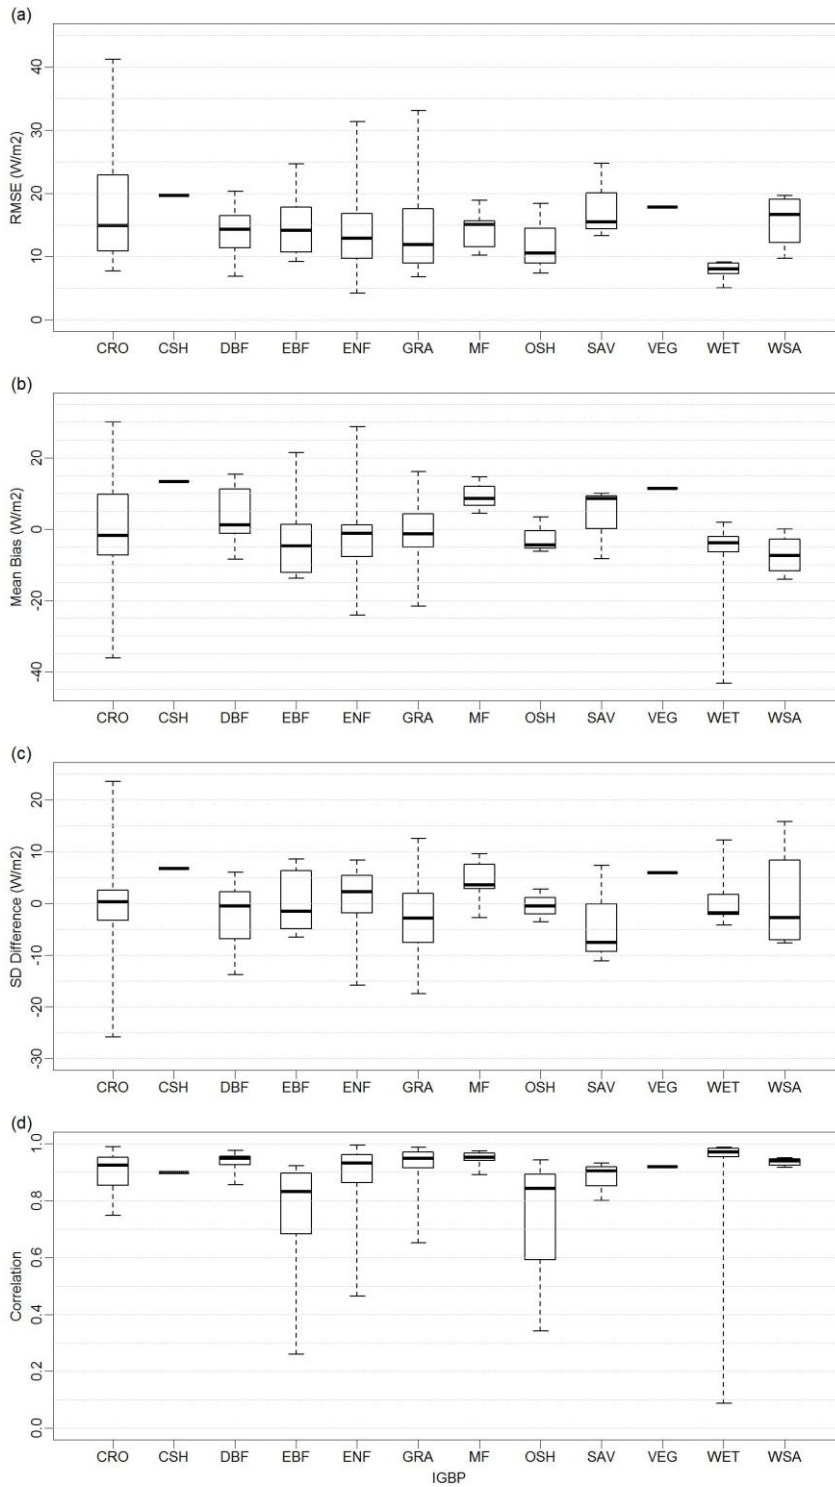 (a)
RMSE (W/m2)
40
30
20
10
0
CRO CSH DBF EBF ENF GRA MF OSH SAV VEG WET WSA
(b)
Mean Bias (W/m2)
20
0
-20
-40
CRO CSH DBF EBF ENF GRA MF OSH SAV VEG WET WSA
(c)
SD Difference (W/m2)
20
10
0
-10
-20
-30
CRO CSH DBF EBF ENF GRA MF OSH SAV VEG WET WSA
(d)
Correlation
1.0
0.8
0.6
0.4
0.2
0.0
CRO CSH DBF EBF ENF GRA MF OSH SAV VEG WET WSA
IGBP